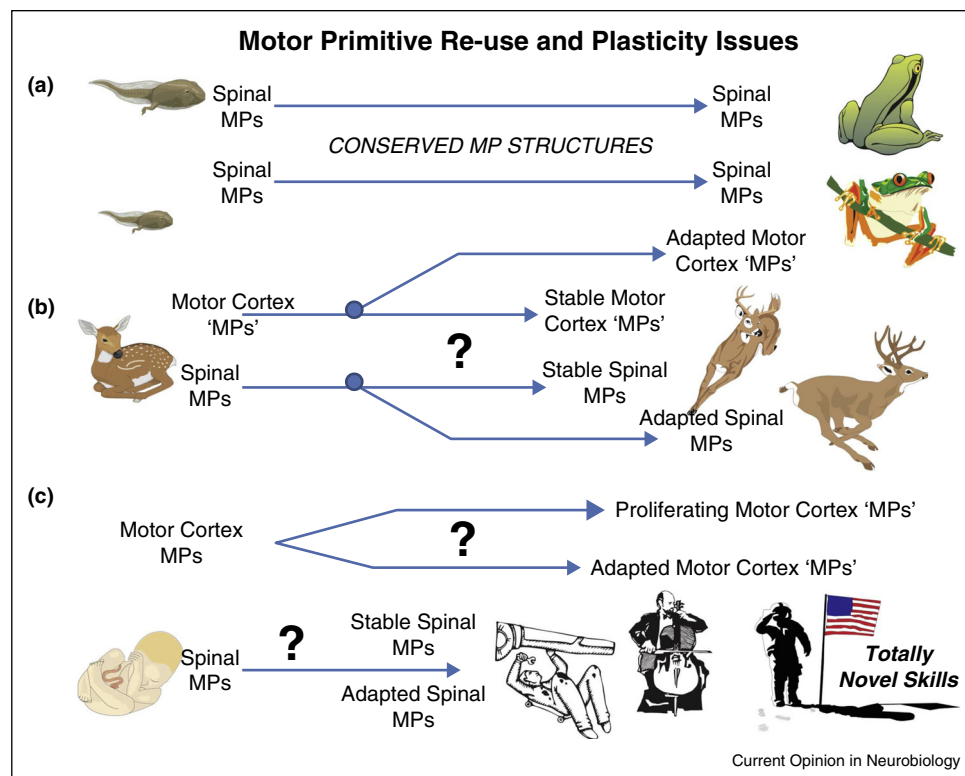 Motor Primitive Re-use and Plasticity Issues
(a)
Spinal
MPs
Spinal
MPs
CONSERVED MP STRUCTURES
Spinal
MPs
Spinal
MPs
(b)
Motor Cortex
‘MPs’
Adapted Motor
Cortex ‘MPs’
Stable Motor
Cortex ‘MPs’
?
Spinal
MPs
Stable Spinal
MPs
Adapted Spinal
MPs
(c)
Motor Cortex
MPs
?
Proliferating Motor Cortex ‘MPs’
Adapted Motor Cortex ‘MPs’
Spinal
MPs
?
Stable Spinal
MPs
Adapted Spinal
MPs
Totally
Novel Skills
Current Opinion in Neurobiology